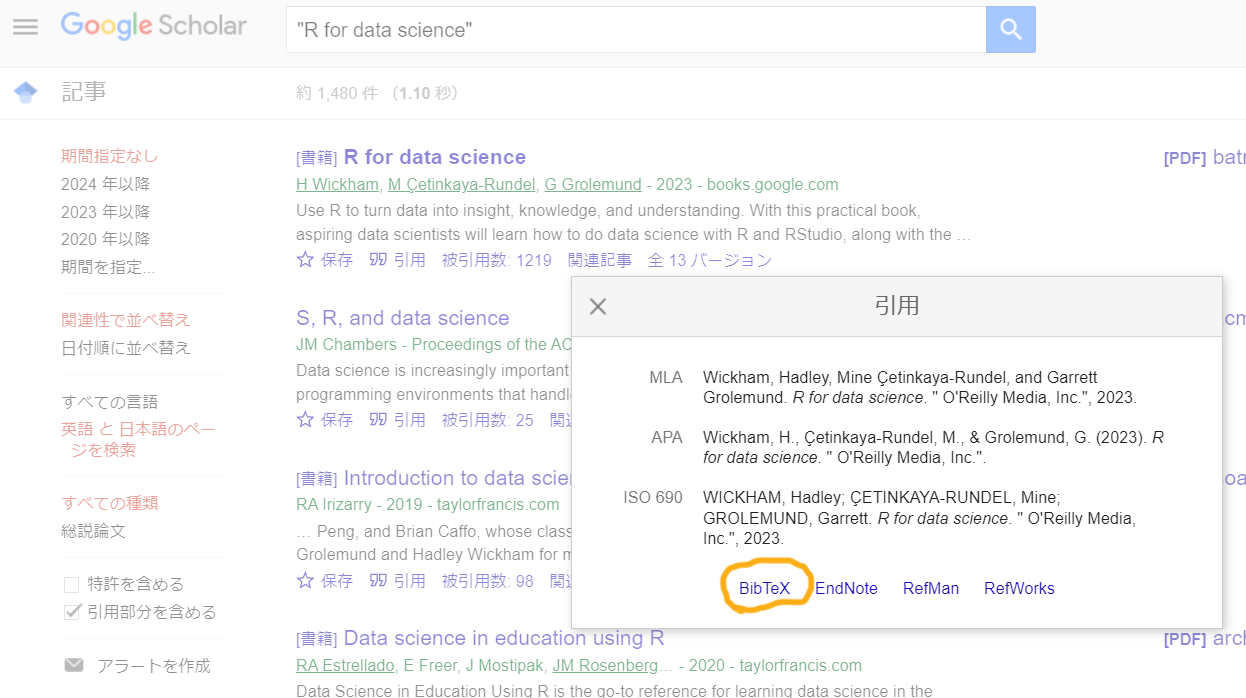 Google Scholar
"R for data science"
記事
約 1,480 件 （1.10 秒）
期間指定なし
2024 年以降
2023 年以降
2020 年以降
期間を指定...
関連性で並べ替え
日付順に並べ替え
すべての言語
英語 と 日本語のペー
ジを検索
すべての種類
総説論文
特許を含める
引用部分を含める
アラートを作成
[書籍] R for data science
H Wickham, M Çetinkaya-Rundel, G Grolemund - 2023 - books.google.com
Use R to turn data into insight, knowledge, and understanding. With this practical book,
aspiring data scientists will learn how to do data science with R and RStudio, along with the …
保存 引用 被引用数: 1219 関連記事 全 13 バージョン
[PDF] batr
S, R, and data science
JM Chambers - Proceedings of the AC
Data science is increasingly important
programming environments that handle
保存 引用 被引用数: 25 関連
cm
[書籍] Introduction to data scien
RA Irizarry - 2019 - taylorfrancis.com
… Peng, and Brian Caffo, whose class
Grolemund and Hadley Wickham for m
保存 引用 被引用数: 98 関連
oa
[書籍] Data science in education using R
RA Estrellado, E Freer, J Mostipak, JM Rosenberg… - 2020 - taylorfrancis.com
Data Science in Education Using R is the go-to reference for learning data science in the
[PDF] arch
引用
MLA Wickham, Hadley, Mine Çetinkaya-Rundel, and Garrett
Grolemund. R for data science. " O'Reilly Media, Inc.", 2023.
APA Wickham, H., Çetinkaya-Rundel, M., & Grolemund, G. (2023). R
for data science. " O'Reilly Media, Inc.".
ISO 690 WICKHAM, Hadley; ÇETINKAYA-RUNDEL, Mine;
GROLEMUND, Garrett. R for data science. " O'Reilly Media,
Inc.", 2023.
BibTeX EndNote RefMan RefWorks